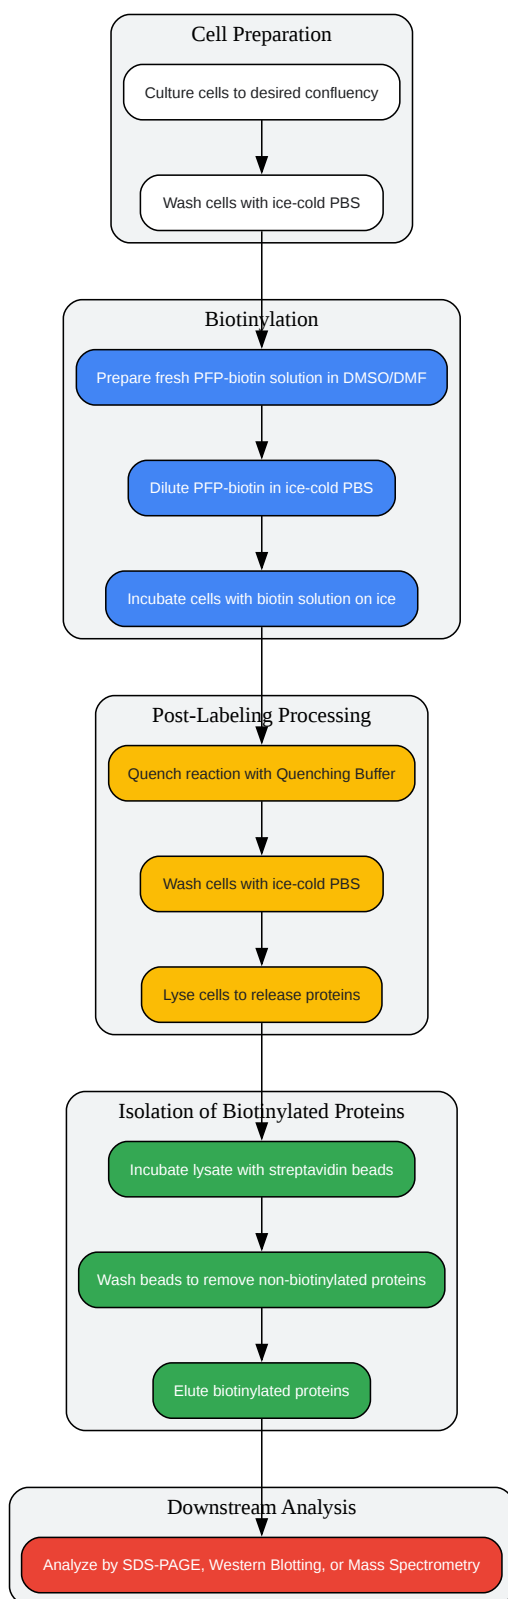 Cell Preparation
Culture cells to desired confluency
Wash cells with ice-cold PBS
Biotinylation
Prepare fresh PFP-biotin solution in DMSO/DMF
Dilute PFP-biotin in ice-cold PBS
Incubate cells with biotin solution on ice
Post-Labeling Processing
Quench reaction with Quenching Buffer
Wash cells with ice-cold PBS
Lyse cells to release proteins
Isolation of Biotinylated Proteins
Incubate lysate with streptavidin beads
Wash beads to remove non-biotinylated proteins
Elute biotinylated proteins
Downstream Analysis
Analyze by SDS-PAGE, Western Blotting, or Mass Spectrometry